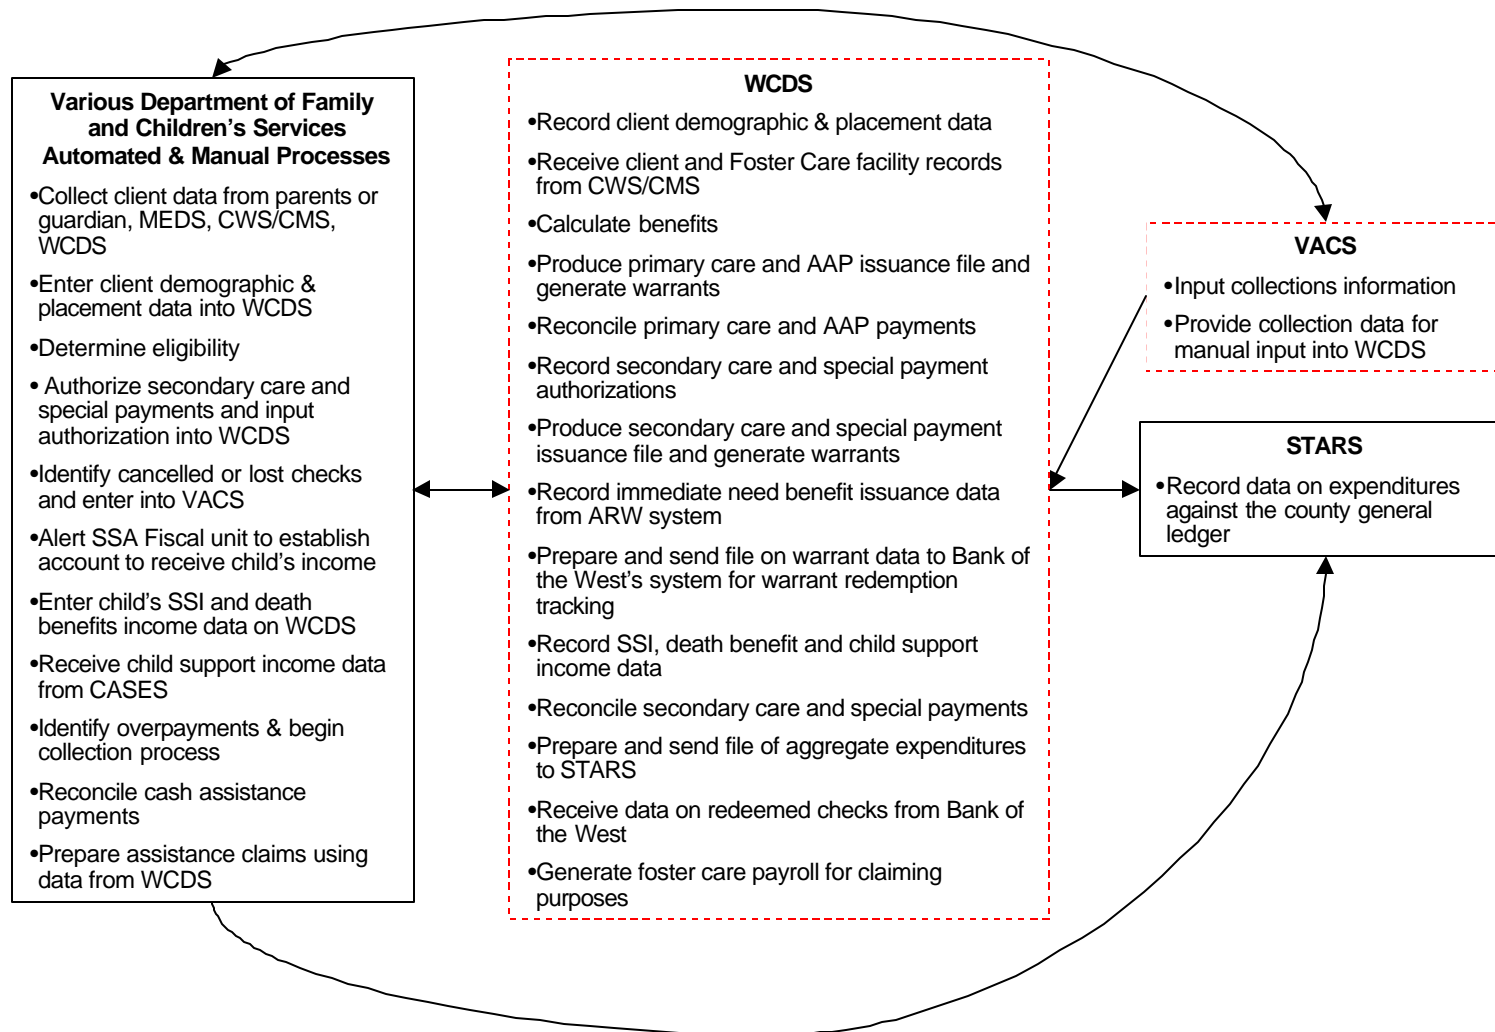 Various Department of Family
and Children's Services
Automated & Manual Processes
•Collect client data from parents or
guardian, MEDS, CWS/CMS,
WCDS
•Enter client demographic &
placement data into WCDS
•Determine eligibility
• Authorize secondary care and
special payments and input
authorization into WCDS
•Identify cancelled or lost checks
and enter into VACS
•Alert SSA Fiscal unit to establish
account to receive child's income
•Enter child's SSI and death
benefits income data on WCDS
•Receive child support income data
from CASES
•Identify overpayments & begin
collection process
•Reconcile cash assistance
payments
•Prepare assistance claims using
data from WCDS
WCDS
•Record client demographic & placement data
•Receive client and Foster Care facility records
from CWS/CMS
•Calculate benefits
•Produce primary care and AAP issuance file and
generate warrants
•Reconcile primary care and AAP payments
•Record secondary care and special payment
authorizations
•Produce secondary care and special payment
issuance file and generate warrants
•Record immediate need benefit issuance data
from ARW system
•Prepare and send file on warrant data to Bank of
the West's system for warrant redemption
tracking
•Record SSI, death benefit and child support
income data
•Reconcile secondary care and special payments
•Prepare and send file of aggregate expenditures
to STARS
•Receive data on redeemed checks from Bank of
the West
•Generate foster care payroll for claiming
purposes
VACS
•Input collections information
•Provide collection data for
manual input into WCDS
STARS
•Record data on expenditures
against the county general
ledger